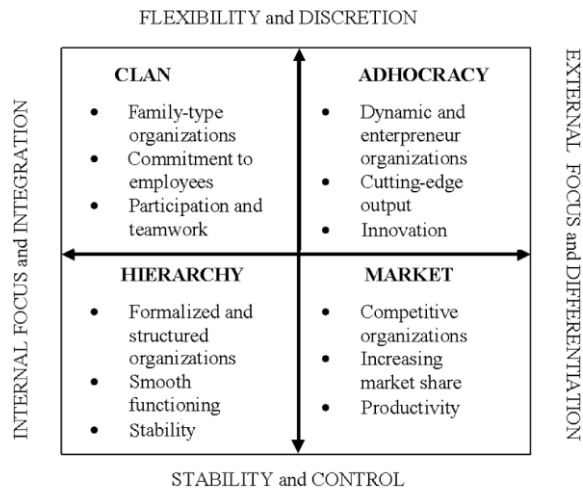 FLEXIBILITY and DISCRETION
INTERNAL FOCUS and INTEGRATION
CLAN
• Family-type
organizations
• Commitment to
employees
• Participation and
teamwork
ADHOCRACY
• Dynamic and
enterpreneur
organizations
• Cutting-edge
output
• Innovation
HIERARCHY
• Formalized and
structured
organizations
• Smooth
functioning
• Stability
MARKET
• Competitive
organizations
• Increasing
market share
• Productivity
EXTERNAL FOCUS and DIFFERENTIATION
STABILITY and CONTROL